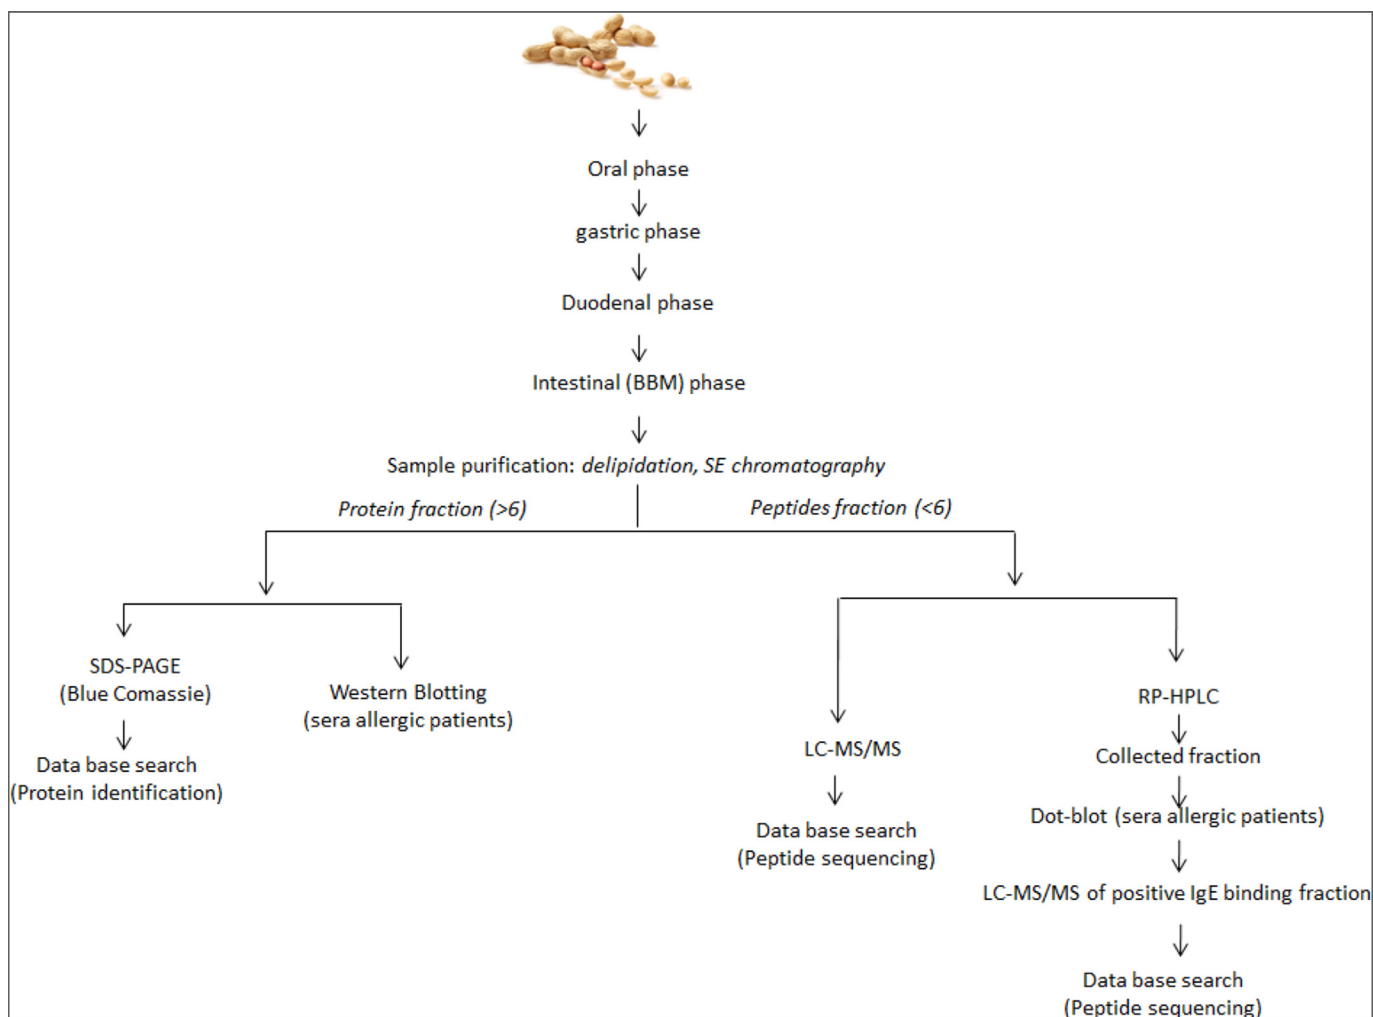 Oral phase
gastric phase
Duodenal phase
Intestinal (BBM) phase
Sample purification: delipidation, SE chromatography
Protein fraction (>6)
Peptides fraction (<6)
SDS-PAGE
(Blue Comassie)
Data base search
(Protein identification)
Western Blotting
(sera allergic patients)
LC-MS/MS
Data base search
(Peptide sequencing)
RP-HPLC
Collected fraction
Dot-blot (sera allergic patients)
LC-MS/MS of positive IgE binding fraction
Data base search
(Peptide sequencing)